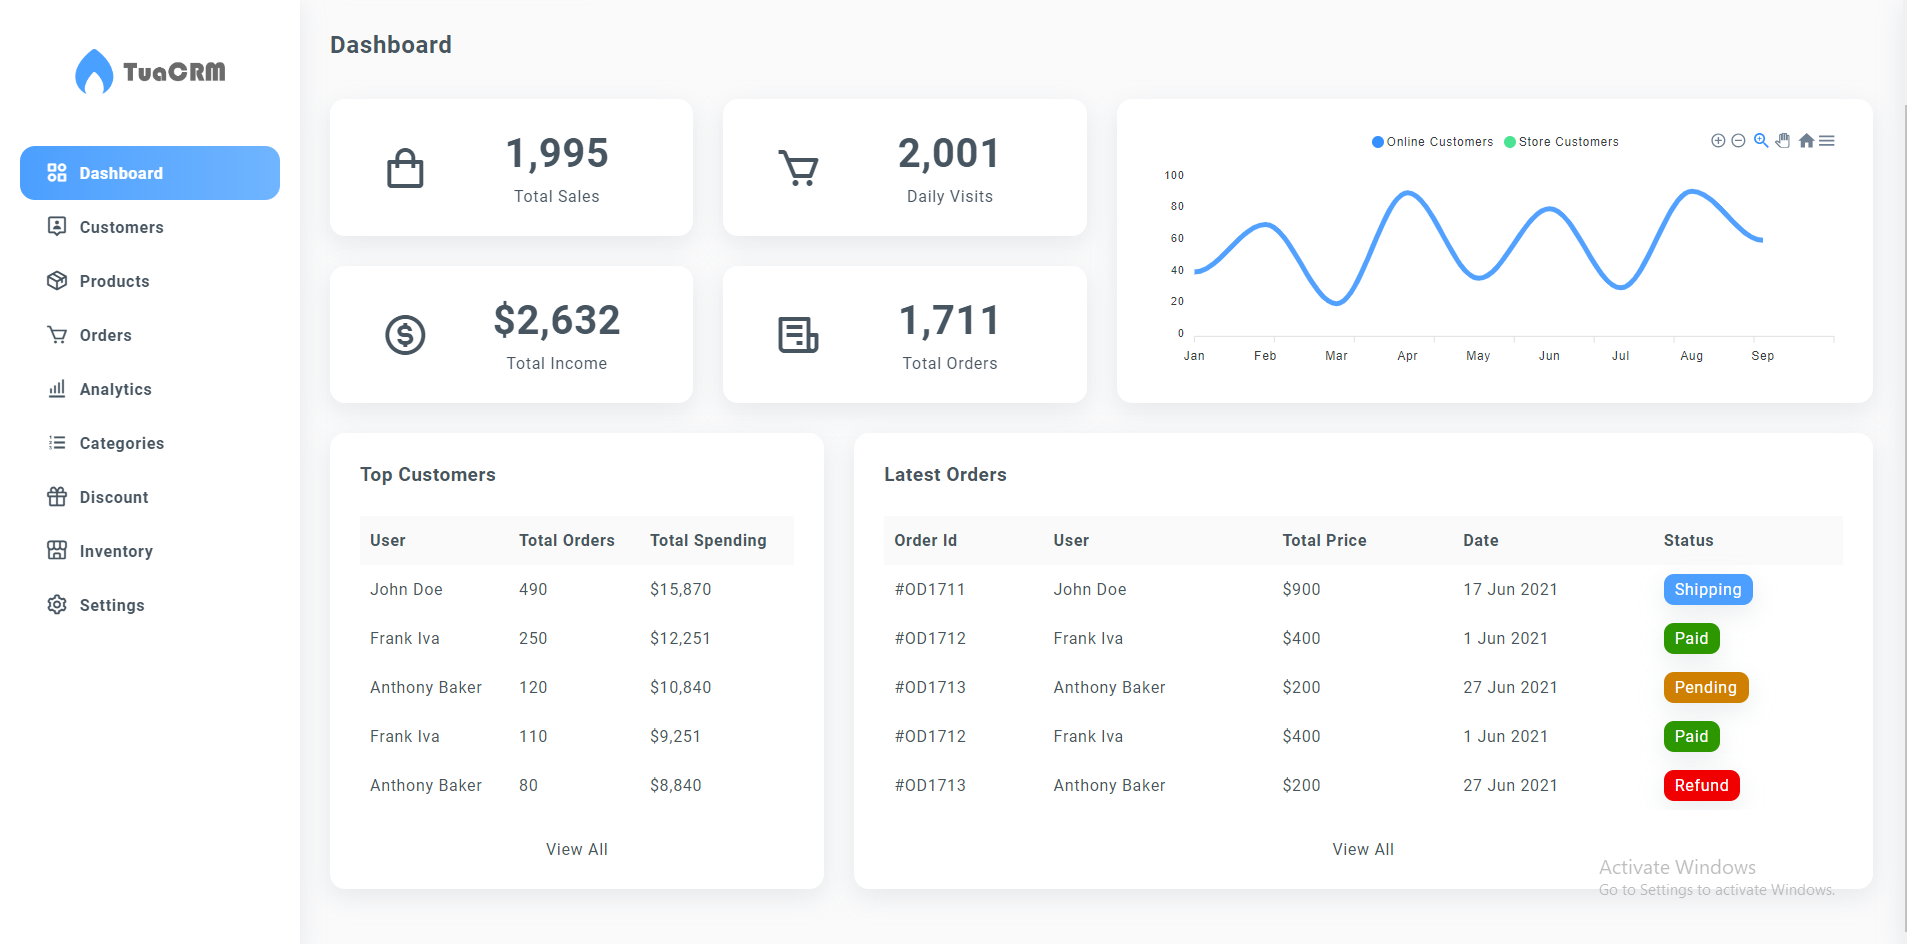 TuaCRM
Dashboard
Customers
Products
Orders
Analytics
Categories
Discount
Inventory
Settings
Dashboard
1,995
Total Sales
2,001
Daily Visits
$2,632
Total Income
1,711
Total Orders
Online Customers Store Customers
100
80
60
40
20
0
Jan Feb Mar Apr May Jun Jul Aug Sep
Top Customers
User Total Orders Total Spending
John Doe 490 $15,870
Frank Iva 250 $12,251
Anthony Baker 120 $10,840
Frank Iva 110 $9,251
Anthony Baker 80 $8,840
View All
Latest Orders
Order Id User Total Price Date Status
#OD1711 John Doe $900 17 Jun 2021 Shipping
#OD1712 Frank Iva $400 1 Jun 2021 Paid
#OD1713 Anthony Baker $200 27 Jun 2021 Pending
#OD1712 Frank Iva $400 1 Jun 2021 Paid
#OD1713 Anthony Baker $200 27 Jun 2021 Refund
View All
Activate Windows
Go to Settings to activate Windows.